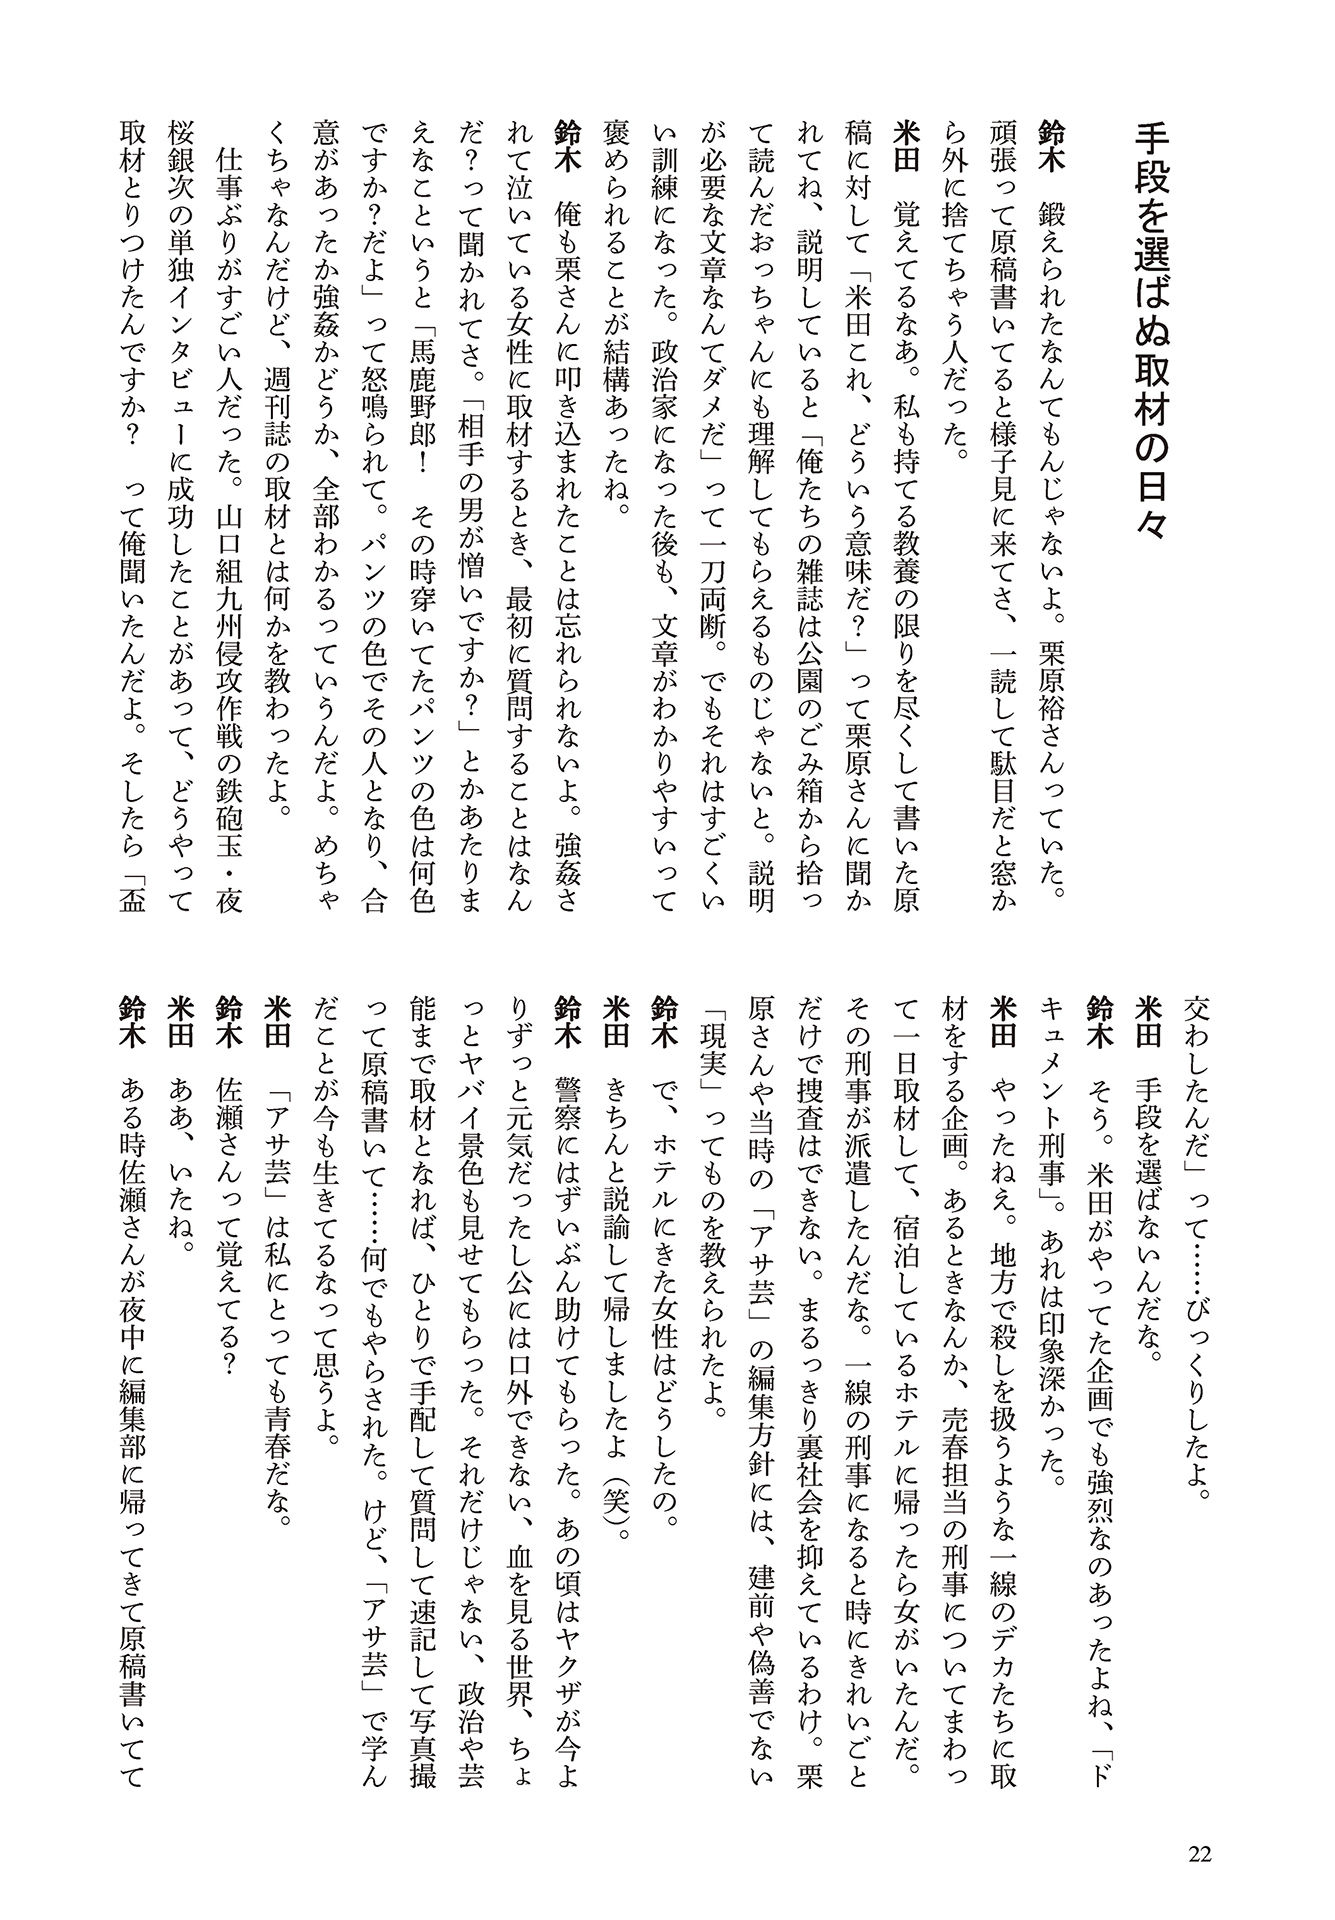 手段を選ばぬ取材の日々
鈴木　鍛えられたなんてもんじゃないよ。栗原裕さんっていた。
頑張って原稿書いてると様子見に来てさ、一読して駄目だと窓か
ら外に捨てちゃう人だった。
米田　覚えてるなあ。私も持てる教養の限りを尽くして書いた原
稿に対して「米田これ、どういう意味だ？」って栗原さんに聞か
れてね、説明していると「俺たちの雑誌は公園のごみ箱から拾っ
て読んだおっちゃんにも理解してもらえるものじゃないと。説明
が必要な文章なんてダメだ」って一刀両断。でもそれはすごくい
い訓練になった。政治家になった後も、文章がわかりやすいって
褒められることが結構あったね。
鈴木　俺も栗さんに叩き込まれたことは忘れられないよ。強姦さ
れて泣いている女性に取材するとき、最初に質問することはなん
だ？って聞かれてさ。「相手の男が憎いですか？」とかあたりま
えなこというと「馬鹿野郎！　その時穿いてたパンツの色は何色
ですか？だよ」って怒鳴られて。パンツの色でその人となり、合
意があったか強姦かどうか、全部わかるっていうんだよ。めちゃ
くちゃなんだけど、週刊誌の取材とは何かを教わったよ。
　仕事ぶりがすごい人だった。山口組九州侵攻作戦の鉄砲玉・夜
桜銀次の単独インタビューに成功したことがあって、どうやって
取材とりつけたんですか？　って俺聞いたんだよ。そしたら「盃
交わしたんだ」って……びっくりしたよ。
米田　手段を選ばないんだな。
鈴木　そう。米田がやってた企画でも強烈なのあったよね、「ド
キュメント刑事」。あれは印象深かった。
米田　やったねえ。地方で殺しを扱うような一線のデカたちに取
材をする企画。あるときなんか、売春担当の刑事についてまわっ
て一日取材して、宿泊しているホテルに帰ったら女がいたんだ。
その刑事が派遣したんだな。一線の刑事になると時にきれいごと
だけで捜査はできない。まるっきり裏社会を抑えているわけ。栗
原さんや当時の「アサ芸」の編集方針には、建前や偽善でない
「現実」ってものを教えられたよ。
鈴木　で、ホテルにきた女性はどうしたの。
米田　きちんと説諭して帰しましたよ（笑）。
鈴木　警察にはずいぶん助けてもらった。あの頃はヤクザが今よ
りずっと元気だったし公には口外できない、血を見る世界、ちょ
っとヤバイ景色も見せてもらった。それだけじゃない、政治や芸
能まで取材となれば、ひとりで手配して質問して速記して写真撮
って原稿書いて……何でもやらされた。けど、「アサ芸」で学ん
だことが今も生きてるなって思うよ。
米田　「アサ芸」は私にとっても青春だな。
鈴木　佐瀬さんって覚えてる？
米田　ああ、いたね。
鈴木　ある時佐瀬さんが夜中に編集部に帰ってきて原稿書いてて
22